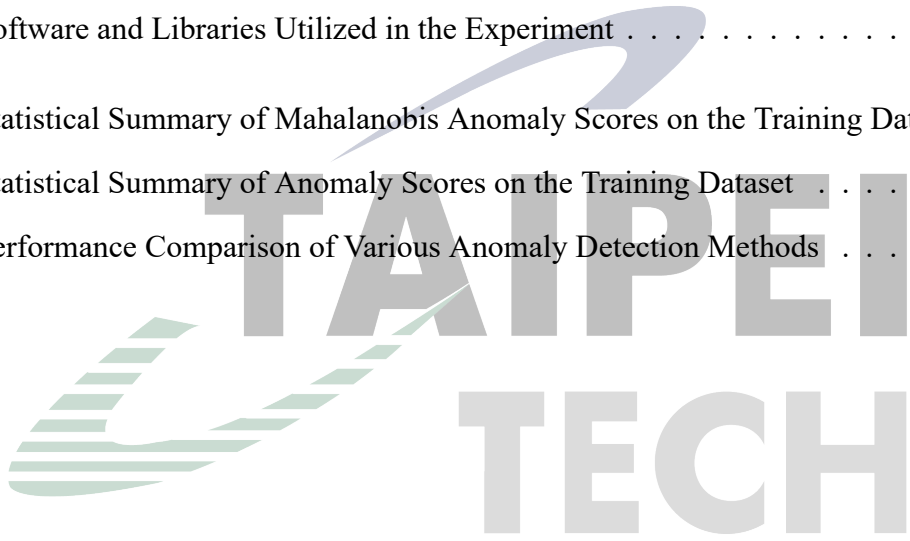 oftware and Libraries Utilized in the Experiment . . . . . . . . . . . .
atistical Summary of Mahalanobis Anomaly Scores on the Training Dat
atistical Summary of Anomaly Scores on the Training Dataset . . . .
erformance Comparison of Various Anomaly Detection Methods . . .
TAIPEI
TECH